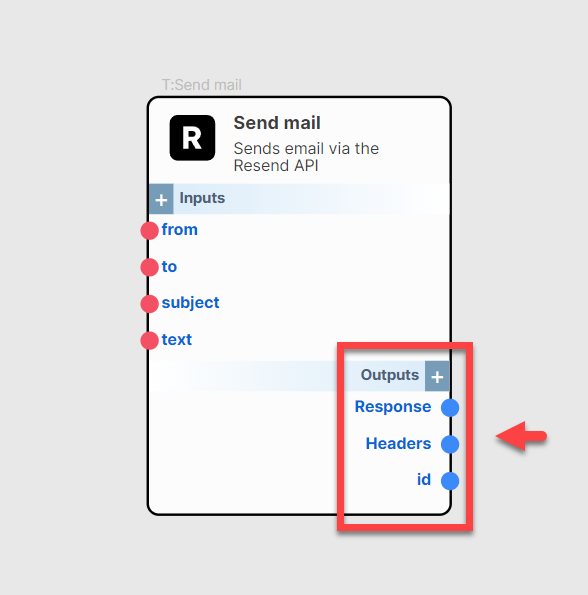 T:Send mail
R
Send mail
Sends email via the
Resend API
+ Inputs
from
to
subject
text
Outputs +
Response
Headers
id